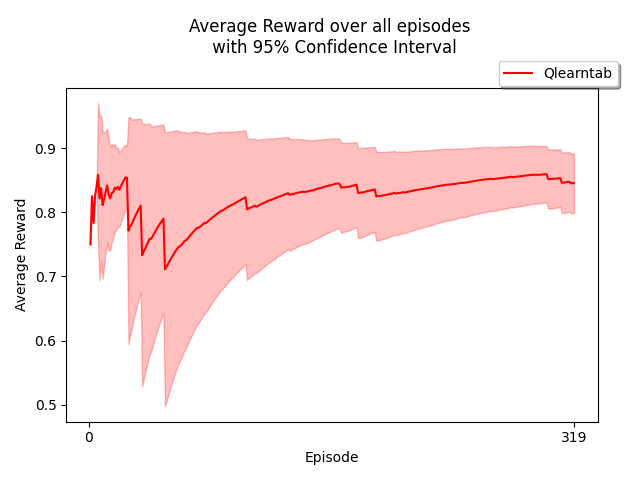 Average Reward over all episodes
with 95% Confidence Interval
Qlearntab
0.9
0.8
0.7
0.6
0.5
Average Reward
0
319
Episode